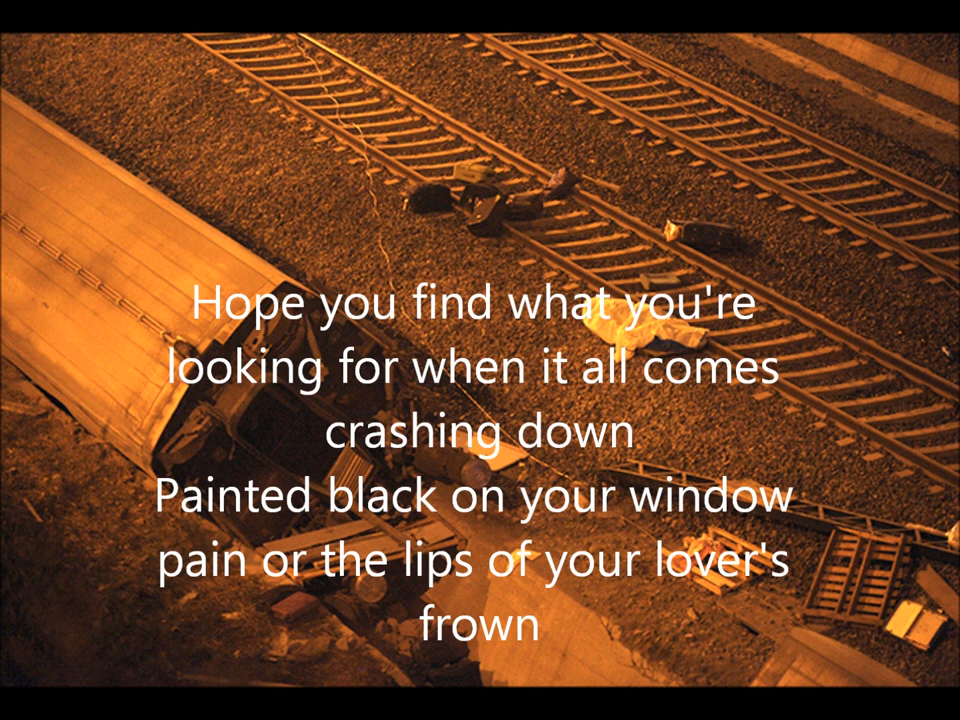 Hope you find what you're
looking for when it all comes
crashing down
Painted black on your window
pain or the lips of your lover's
frown